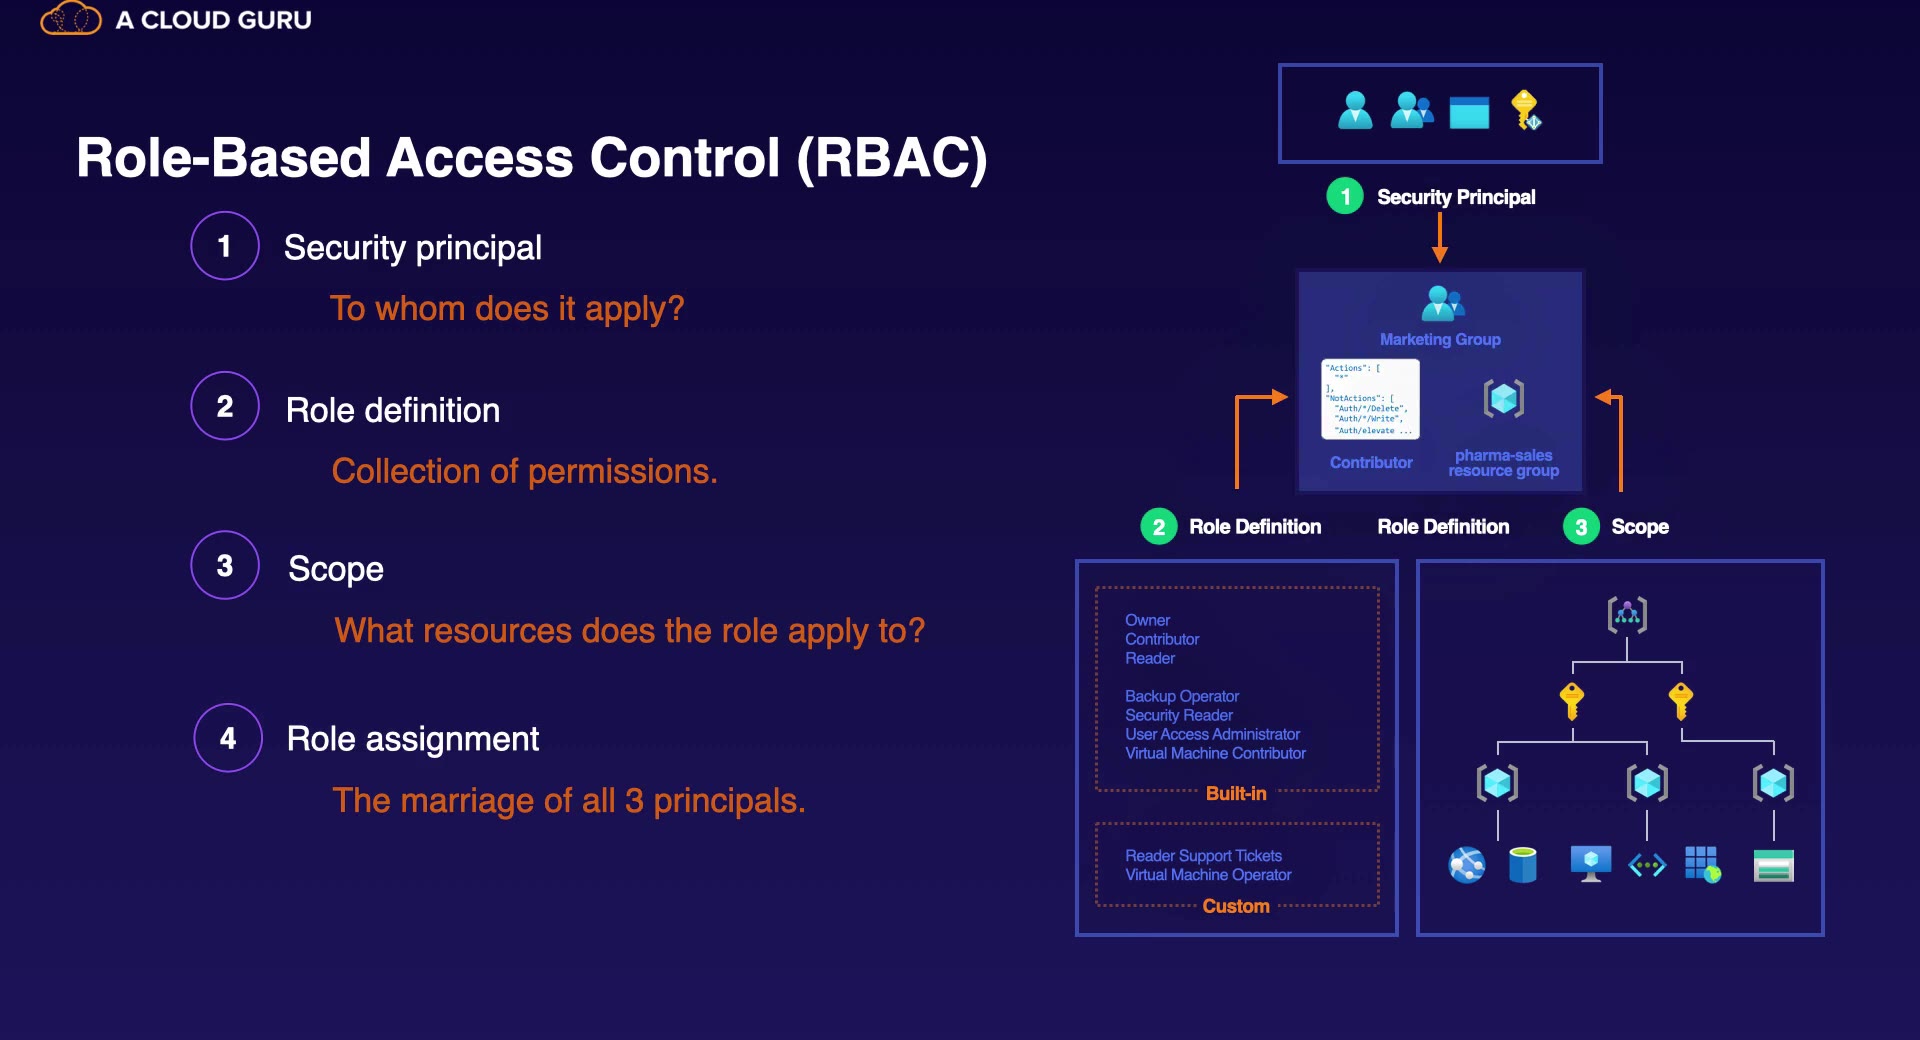 A CLOUD GURU
Role-Based Access Control (RBAC)
1 Security principal
To whom does it apply?
2 Role definition
Collection of permissions.
3 Scope
What resources does the role apply to?
4 Role assignment
The marriage of all 3 principals.
1 Security Principal
Marketing Group
"Actions": [
"*"
],
"NotActions": [
"Auth/*/Delete",
"Auth/*/Write",
"Auth/elevate ...
Contributor
pharma-sales
resource group
2 Role Definition
Role Definition
3 Scope
Owner
Contributor
Reader
Backup Operator
Security Reader
User Access Administrator
Virtual Machine Contributor
Built-in
Reader Support Tickets
Virtual Machine Operator
Custom